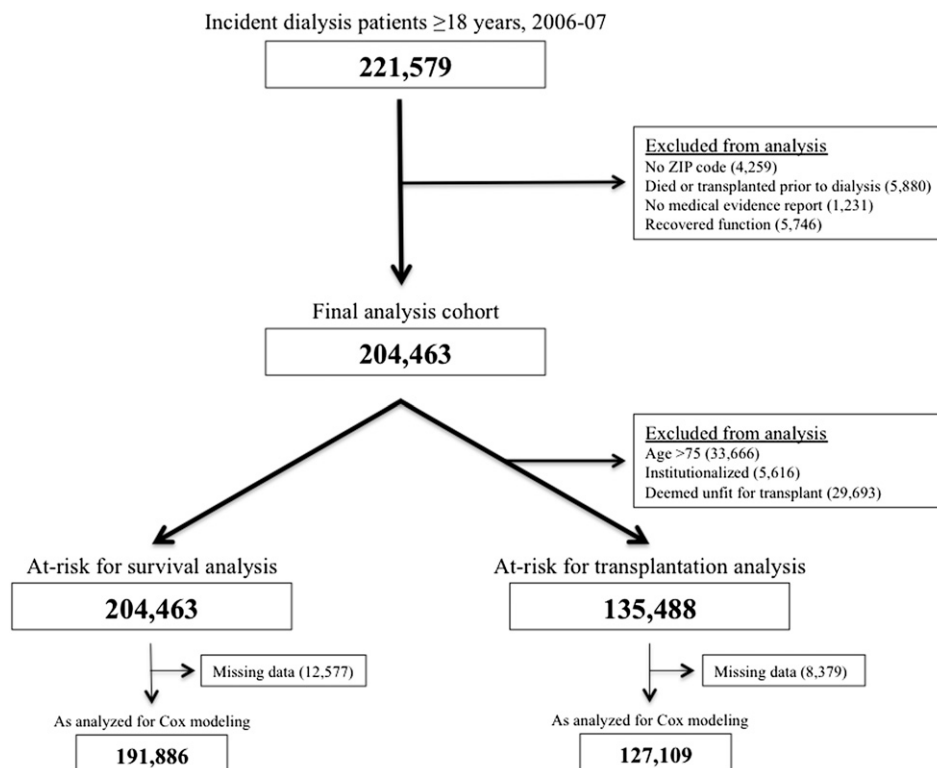 Incident dialysis patients ≥18 years, 2006-07
221,579
Excluded from analysis
No ZIP code (4,259)
Died or transplanted prior to dialysis (5,880)
No medical evidence report (1,231)
Recovered function (5,746)
Final analysis cohort
204,463
Excluded from analysis
Age >75 (33,666)
Institutionalized (5,616)
Deemed unfit for transplant (29,693)
At-risk for survival analysis
204,463
Missing data (12,577)
As analyzed for Cox modeling
191,886
At-risk for transplantation analysis
135,488
Missing data (8,379)
As analyzed for Cox modeling
127,109